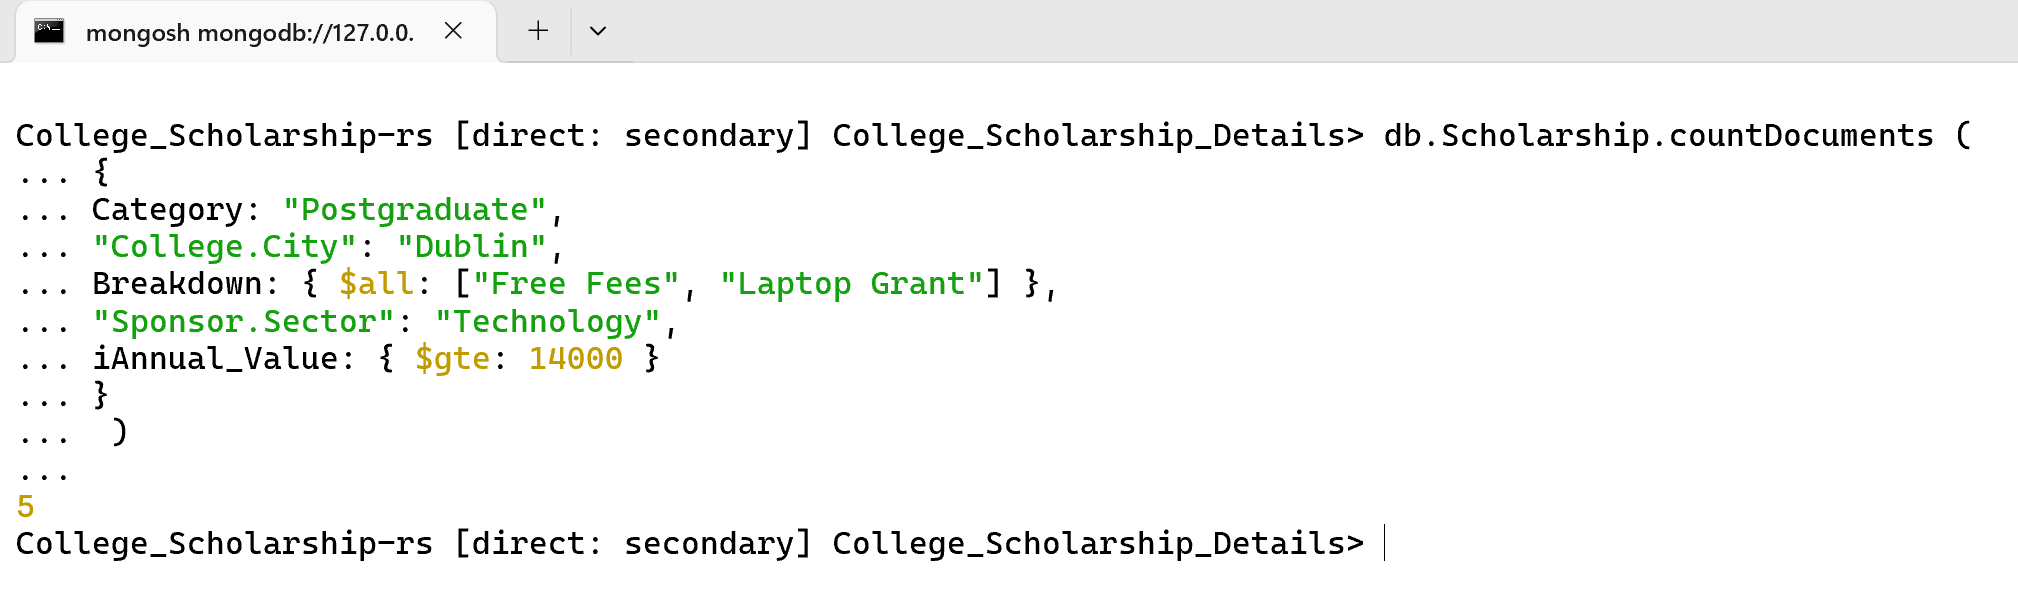 mongosh mongodb://127.0.0.
College_Scholarship-rs [direct: secondary] College_Scholarship_Details> db.Scholarship.countDocuments (
... {
... Category: "Postgraduate",
... "College.City": "Dublin",
... Breakdown: { $all: ["Free Fees", "Laptop Grant"] },
... "Sponsor.Sector": "Technology",
... iAnnual_Value: { $gte: 14000 }
... }
...  )
...
5
College_Scholarship-rs [direct: secondary] College_Scholarship_Details>